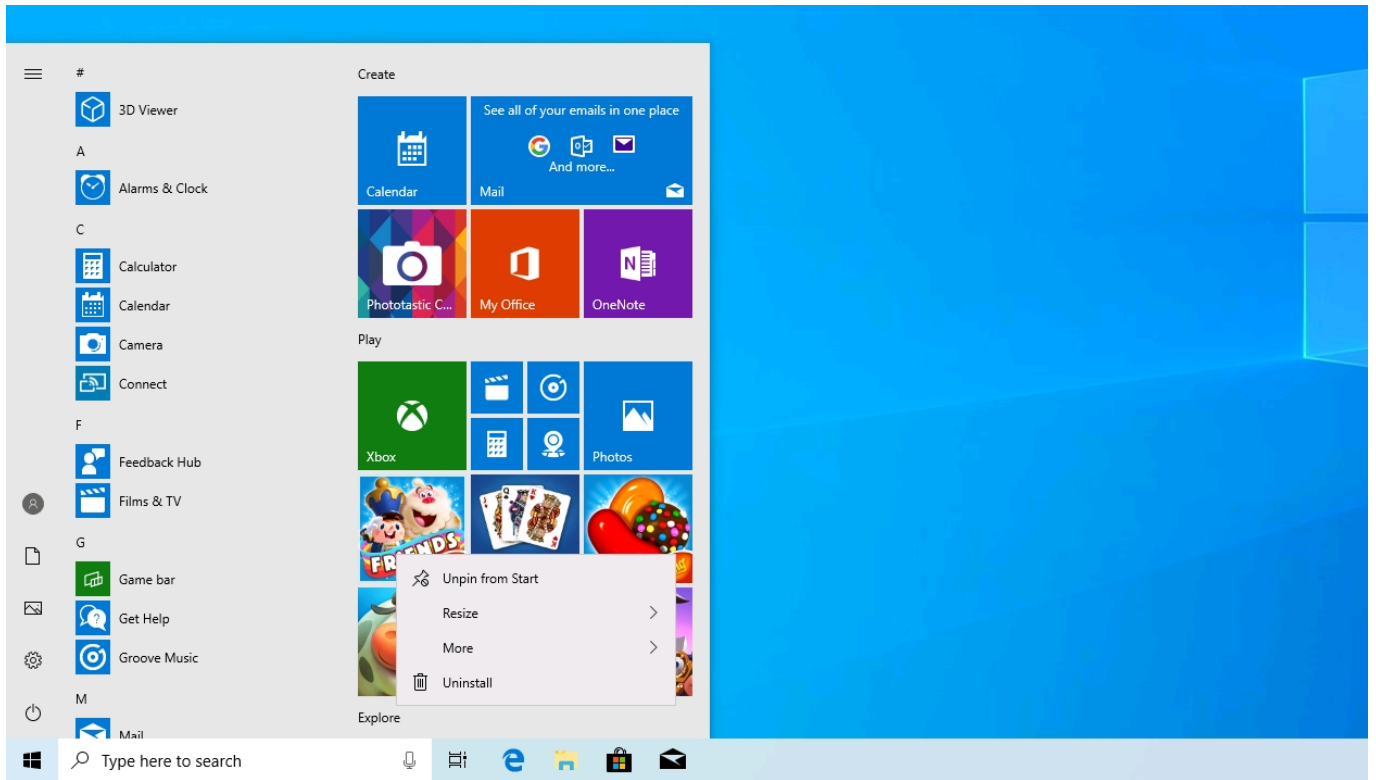 #
3D Viewer
A
Alarms & Clock
C
Calculator
Calendar
Camera
Connect
F
Feedback Hub
Films & TV
G
Game bar
Get Help
Groove Music
M
Mail
Create
Calendar
See all of your emails in one place
And more...
Mail
Phototastic C...
My Office
OneNote
Play
Xbox
Photos
FRIENDS
Unpin from Start
Resize
More
Uninstall
Explore
Type here to search